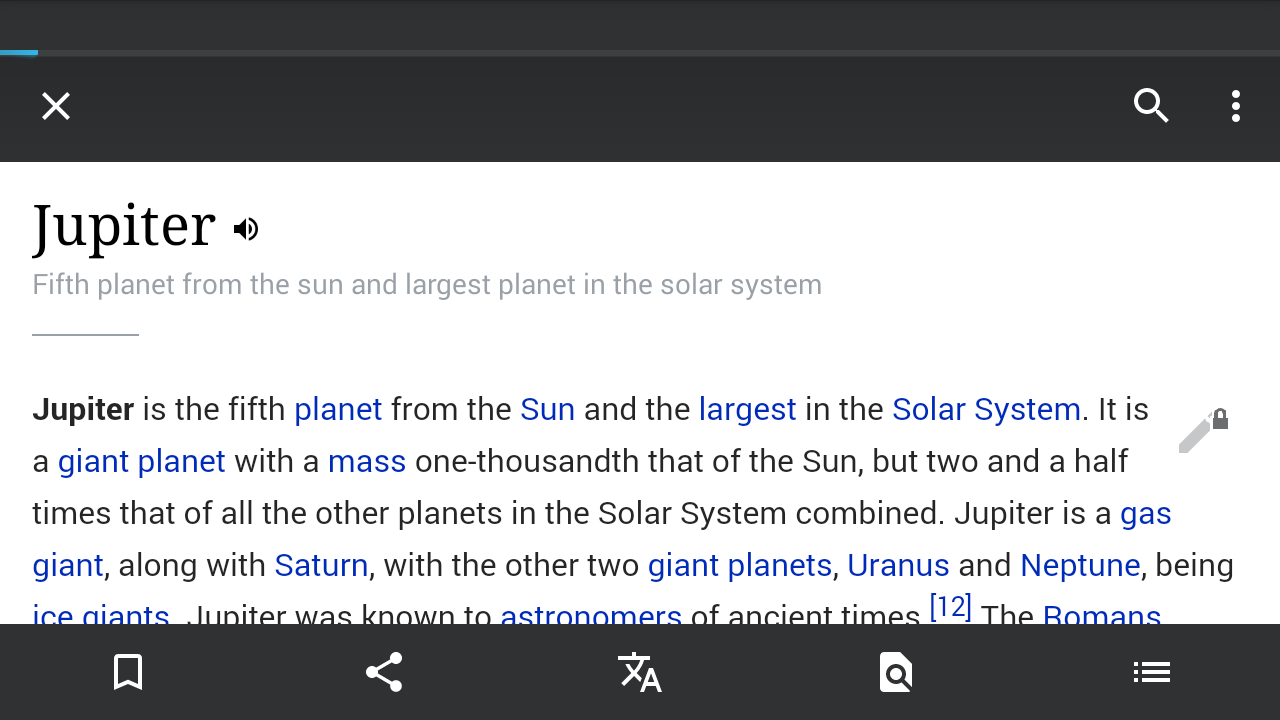 Jupiter
Fifth planet from the sun and largest planet in the solar system
Jupiter is the fifth planet from the Sun and the largest in the Solar System. It is
a giant planet with a mass one-thousandth that of the Sun, but two and a half
times that of all the other planets in the Solar System combined. Jupiter is a gas
giant, along with Saturn, with the other two giant planets, Uranus and Neptune, being
ice giants. Jupiter was known to astronomers of ancient times.[12] The Romans